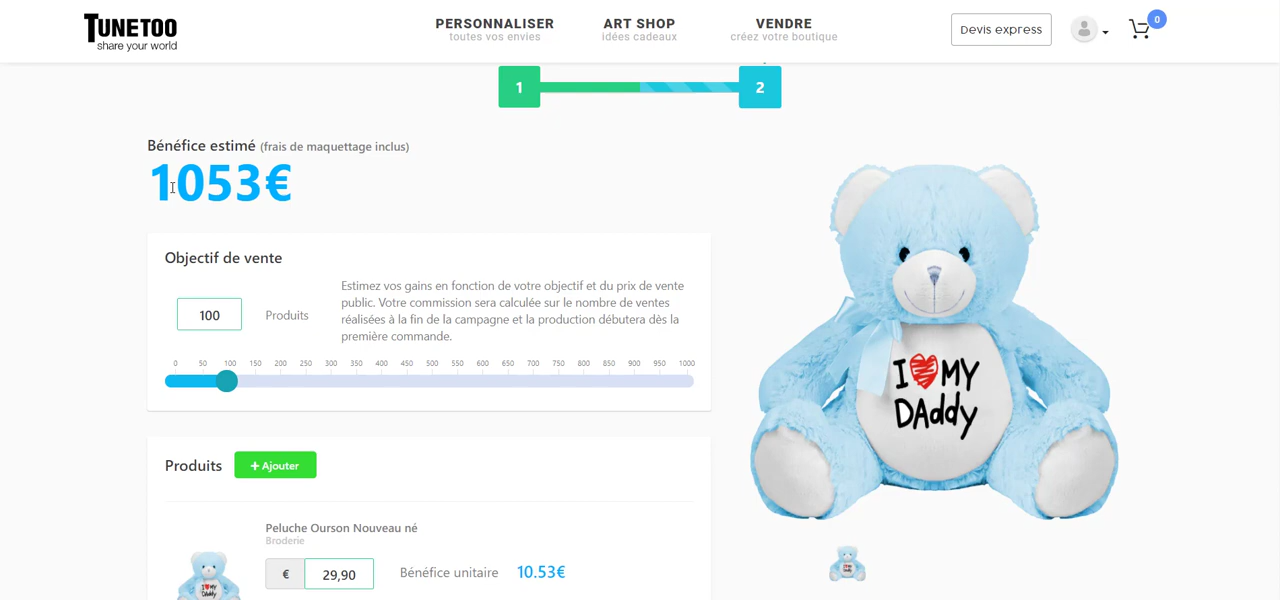 TUNETOO
share your world
PERSONNALISER
toutes vos envies
ART SHOP
idées cadeaux
VENDRE
créez votre boutique
Devis express
0
1
2
Bénéfice estimé (frais de maquettage inclus)
1053€
Objectif de vente
100
Produits
Estimez vos gains en fonction de votre objectif et du prix de vente
public. Votre commission sera calculée sur le nombre de ventes
réalisées à la fin de la campagne et la production débutera dès la
première commande.
0 50 100 150 200 250 300 350 400 450 500 550 600 650 700 750 800 850 900 950 1000
Produits
+ Ajouter
Peluche Ourson Nouveau né
Broderie
€ 29,90
Bénéfice unitaire 10.53€
I MY
DAddy